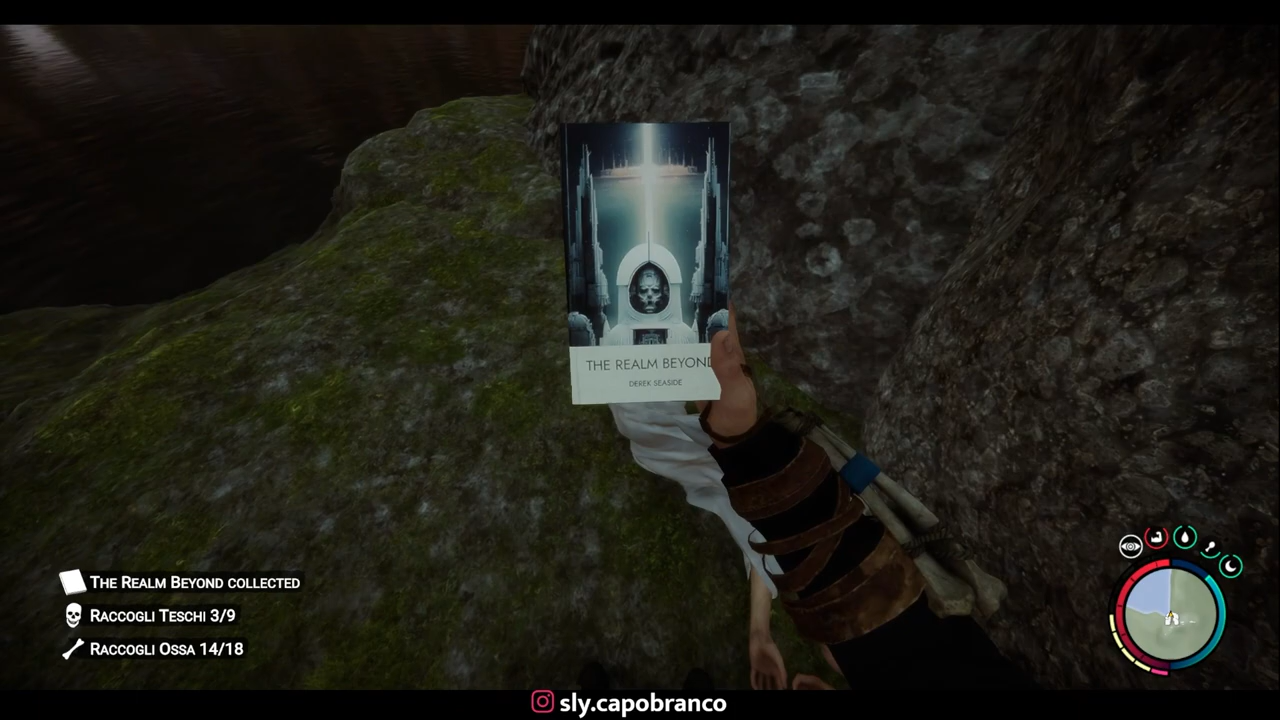 THE REALM BEYOND
DEREK SEASIDE
THE REALM BEYOND COLLECTED
RACCOGLI TESCHI 3/9
RACCOGLI OSSA 14/18
sly.capobranco